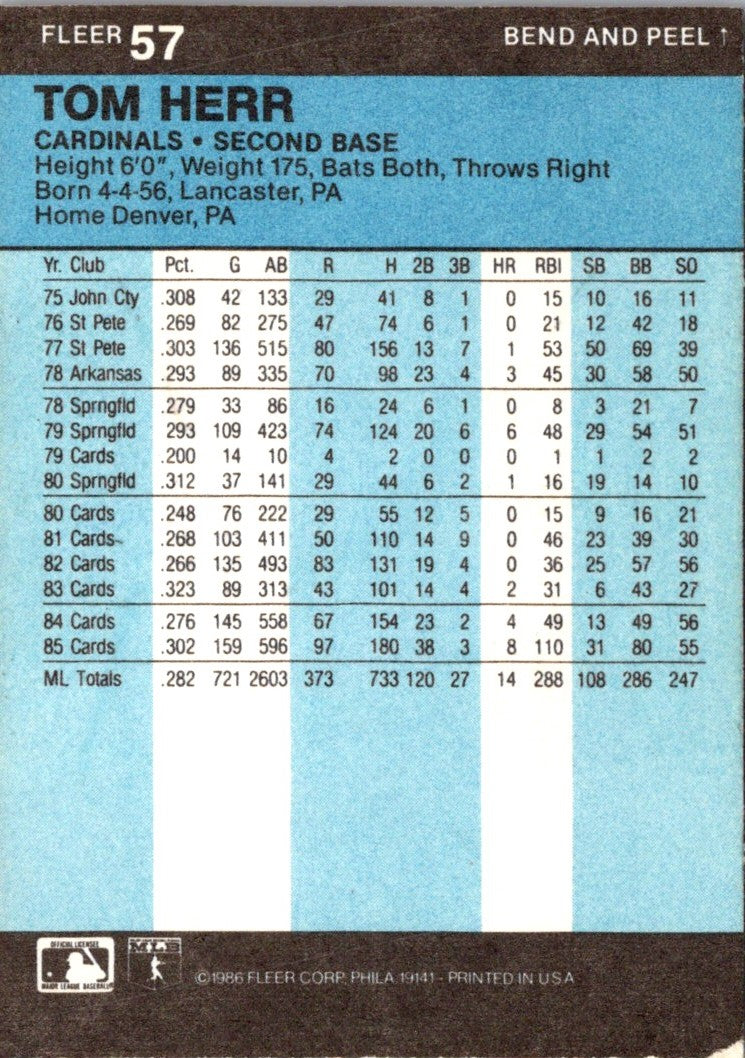 FLEER 57 BEND AND PEEL ↑
TOM HERR
CARDINALS • SECOND BASE
Height 6'0", Weight 175, Bats Both, Throws Right
Born 4-4-56, Lancaster, PA
Home Denver, PA
Yr. Club Pct. G AB R H 2B 3B HR RBI SB BB SO
75 John Cty .308 42 133 29 41 8 1 0 15 10 16 11
76 St Pete .269 82 275 47 74 6 1 0 21 12 42 18
77 St Pete .303 136 515 80 156 13 7 1 53 50 69 39
78 Arkansas .293 89 335 70 98 23 4 3 45 30 58 50
78 Sprngfld .279 33 86 16 24 6 1 0 8 3 21 7
79 Sprngfld .293 109 423 74 124 20 6 6 48 29 54 51
79 Cards .200 14 10 4 2 0 0 0 1 1 2 2
80 Sprngfld .312 37 141 29 44 6 2 1 16 19 14 10
80 Cards .248 76 222 29 55 12 5 0 15 9 16 21
81 Cards .268 103 411 50 110 14 9 0 46 23 39 30
82 Cards .266 135 493 83 131 19 4 0 36 25 57 56
83 Cards .323 89 313 43 101 14 4 2 31 6 43 27
84 Cards .276 145 558 67 154 23 2 4 49 13 49 56
85 Cards .302 159 596 97 180 38 3 8 110 31 80 55
ML Totals .282 721 2603 373 733 120 27 14 288 108 286 247
OFFICIAL LICENSEE
MAJOR LEAGUE BASEBALL
©1986 FLEER CORP. PHILA. 19141 - PRINTED IN U S A